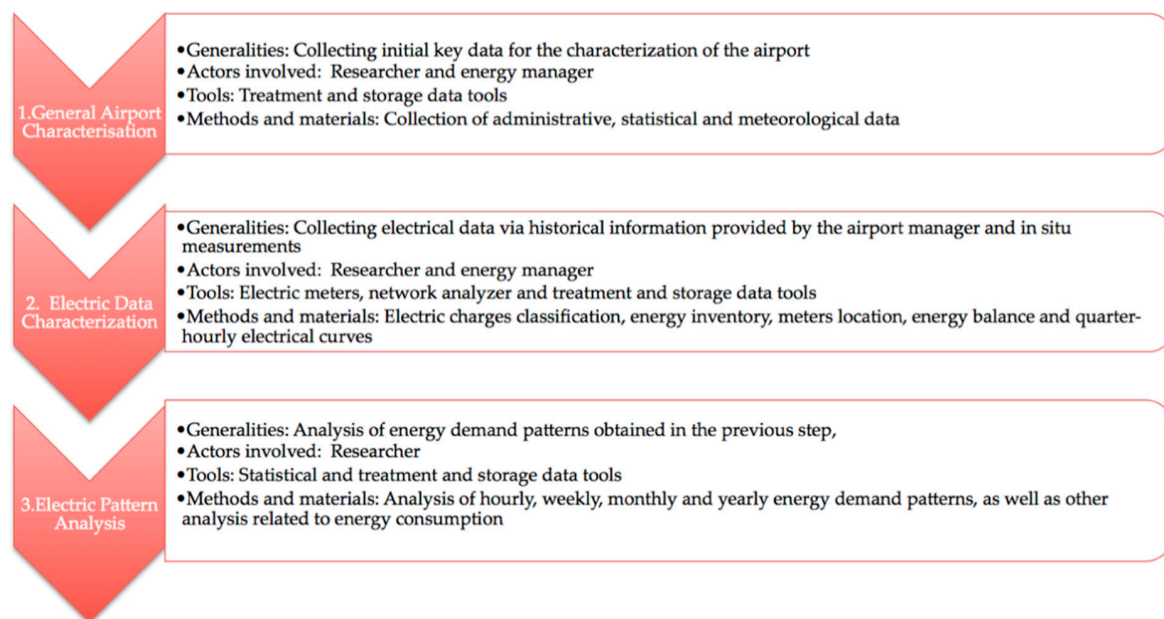 1.General Airport
Characterisation
•Generalities: Collecting initial key data for the characterization of the airport
•Actors involved:  Researcher and energy manager
•Tools: Treatment and storage data tools
•Methods and materials: Collection of administrative, statistical and meteorological data
2.  Electric Data
Characterization
•Generalities: Collecting electrical data via historical information provided by the airport manager and in situ
measurements
•Actors involved:  Researcher and energy manager
•Tools: Electric meters, network analyzer and treatment and storage data tools
•Methods and materials: Electric charges classification, energy inventory, meters location, energy balance and quarter-
hourly electrical curves
3.Electric Pattern
Analysis
•Generalities: Analysis of energy demand patterns obtained in the previous step,
•Actors involved:  Researcher
•Tools: Statistical and treatment and storage data tools
•Methods and materials: Analysis of hourly, weekly, monthly and yearly energy demand patterns, as well as other
analysis related to energy consumption